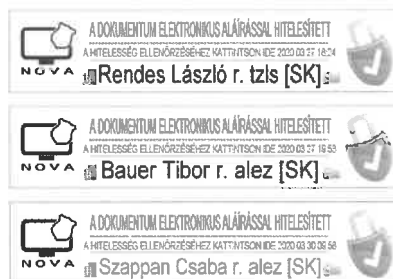 A DOKUMENTUM ELEKTRONIKUS ALÁÍRÁSSAL HITELESÍTETT
A HITELESSÉG ELLENŐRZÉSÉHEZ KATTINTSON IDE 2020 03 27 18:24
NOVA
Rendes László r. tzls [SK]
A DOKUMENTUM ELEKTRONIKUS ALÁÍRÁSSAL HITELESÍTETT
A HITELESSÉG ELLENŐRZÉSÉHEZ KATTINTSON IDE 2020 03 27 19:53
NOVA
Bauer Tibor r. alez [SK]
A DOKUMENTUM ELEKTRONIKUS ALÁÍRÁSSAL HITELESÍTETT
A HITELESSÉG ELLENŐRZÉSÉHEZ KATTINTSON IDE 2020 03 30 09:58
NOVA
Szappan Csaba r. alez [SK]